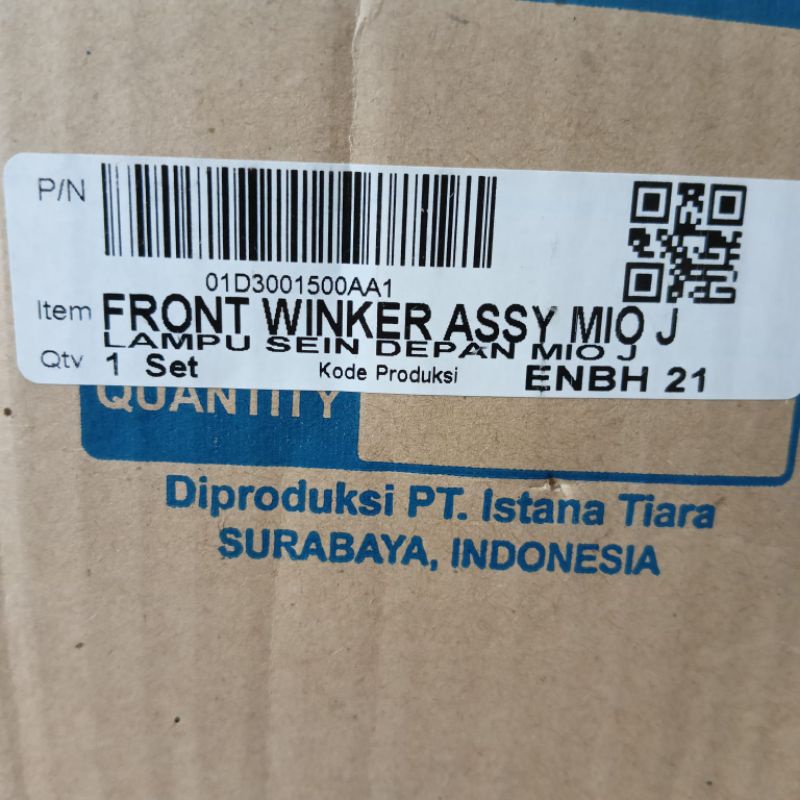 P/N
01D3001500AA1
Item FRONT WINKER ASSY MIO J
LAMPU SEIN DEPAN MIO J
Qty 1 Set Kode Produksi ENBH 21
QUANTITY
Diproduksi PT. Istana Tiara
SURABAYA, INDONESIA